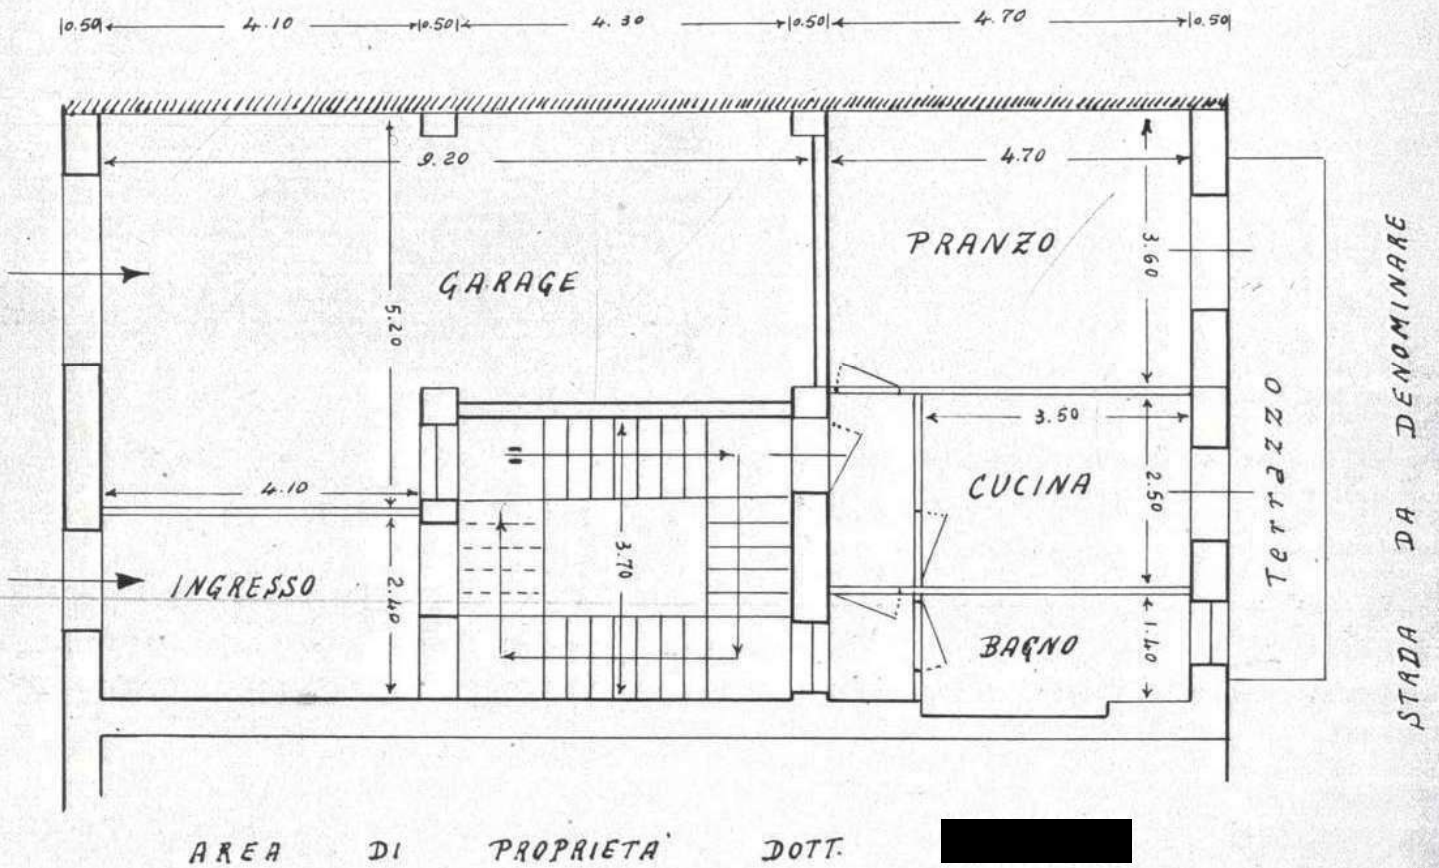 0.50 4.10 0.50 4.30 0.50 4.70 0.50
9.20
4.70
PRANZO
3.60
GARAGE
5.20
3.50
4.10
CUCINA
2.50
3.70
INGRESSO
2.40
BAGNO
1.40
Terrazzo
STADA DA DENOMINARE
AREA DI PROPRIETA' DOTT.